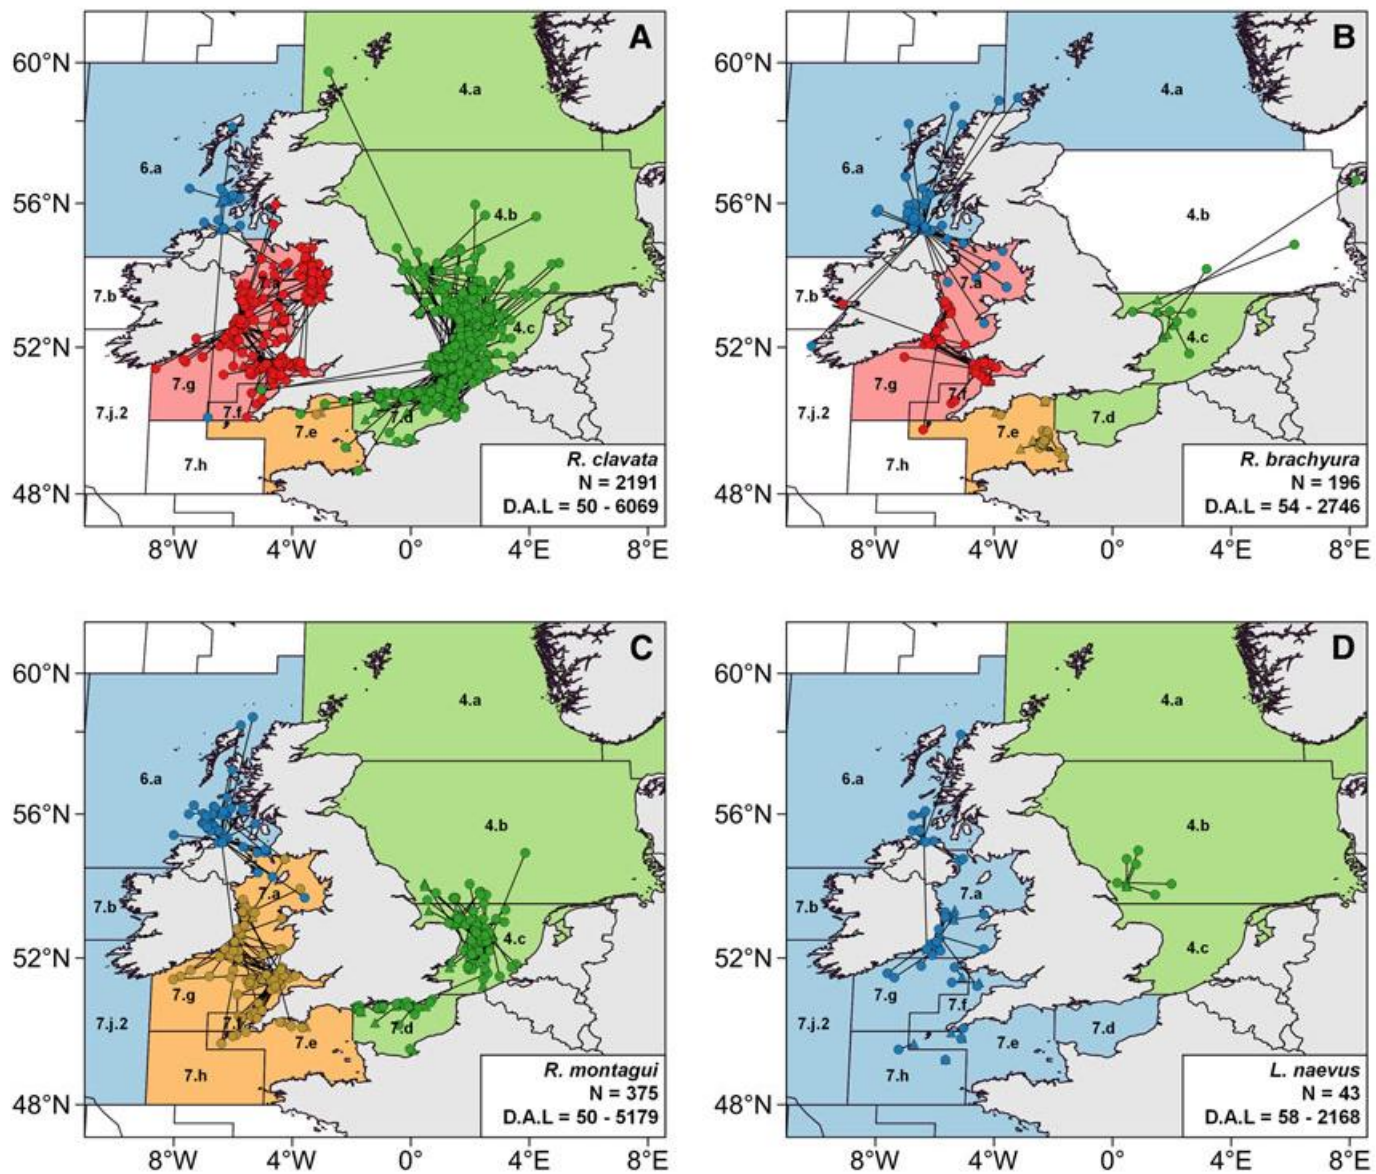 A
B
60°N
56°N
52°N
48°N
4.a
6.a
4.b
7.b
7.a
4.c
7.g
7.j.2
7.f
7.d
7.e
7.h
R. clavata
N = 2191
D.A.L = 50 - 6069
8°W 4°W 0° 4°E 8°E
4.a
6.a
4.b
7.b
7.a
4.c
7.g
7.j.2
7.f
7.d
7.e
7.h
60°N
56°N
52°N
48°N
R. brachyura
N = 196
D.A.L = 54 - 2746
8°W 4°W 0° 4°E 8°E
C
D
60°N
56°N
52°N
48°N
4.a
6.a
4.b
7.b
7.a
4.c
7.g
7.j.2
7.d
7.e
7.h
R. montagui
N = 375
D.A.L = 50 - 5179
8°W 4°W 0° 4°E 8°E
60°N
56°N
52°N
48°N
4.a
6.a
4.b
7.b
7.a
4.c
7.g
7.j.2
7.f
7.d
7.e
7.h
L. naevus
N = 43
D.A.L = 58 - 2168
8°W 4°W 0° 4°E 8°E